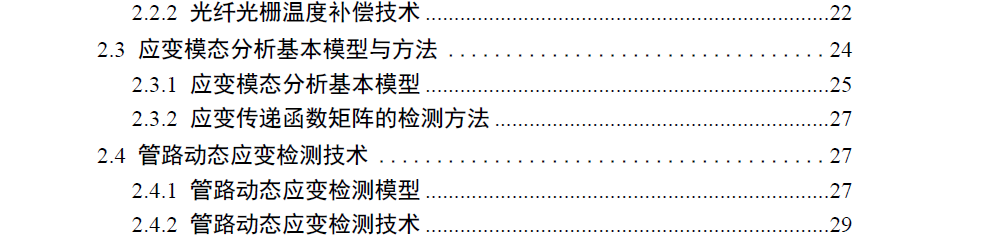 2.2.2 光纤光栅温度补偿技术........................................................................22
2.3 应变模态分析基本模型与方法 . . . . . . . . . . . . . . . . . . . . . . . . . . . . . . . . . 24
2.3.1 应变模态分析基本模型........................................................................25
2.3.2 应变传递函数矩阵的检测方法............................................................27
2.4 管路动态应变检测技术 . . . . . . . . . . . . . . . . . . . . . . . . . . . . . . . . . . . . . . . 27
2.4.1 管路动态应变检测模型........................................................................27
2.4.2 管路动态应变检测技术........................................................................29